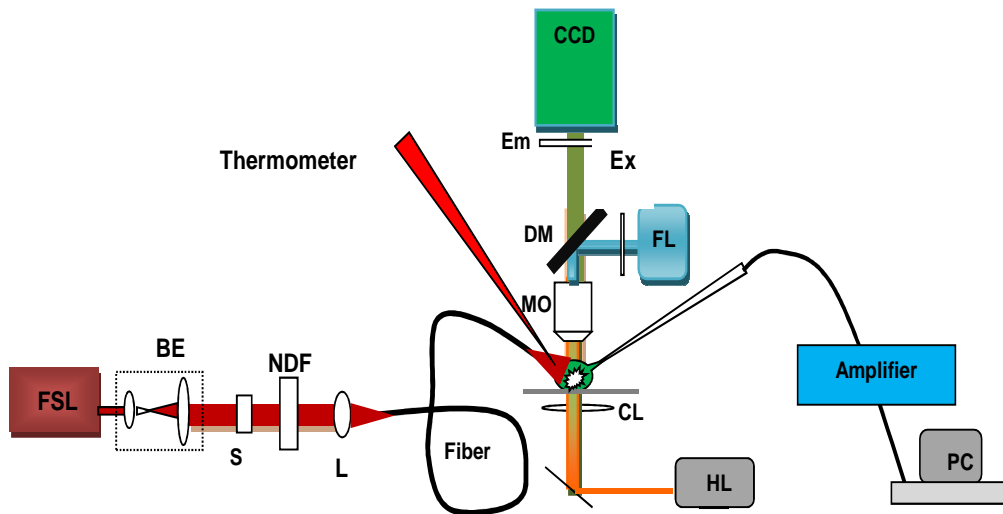 CCD
Em
Ex
Thermometer
DM
FL
MO
BE
NDF
Amplifier
FSL
CL
S
L
Fiber
HL
PC